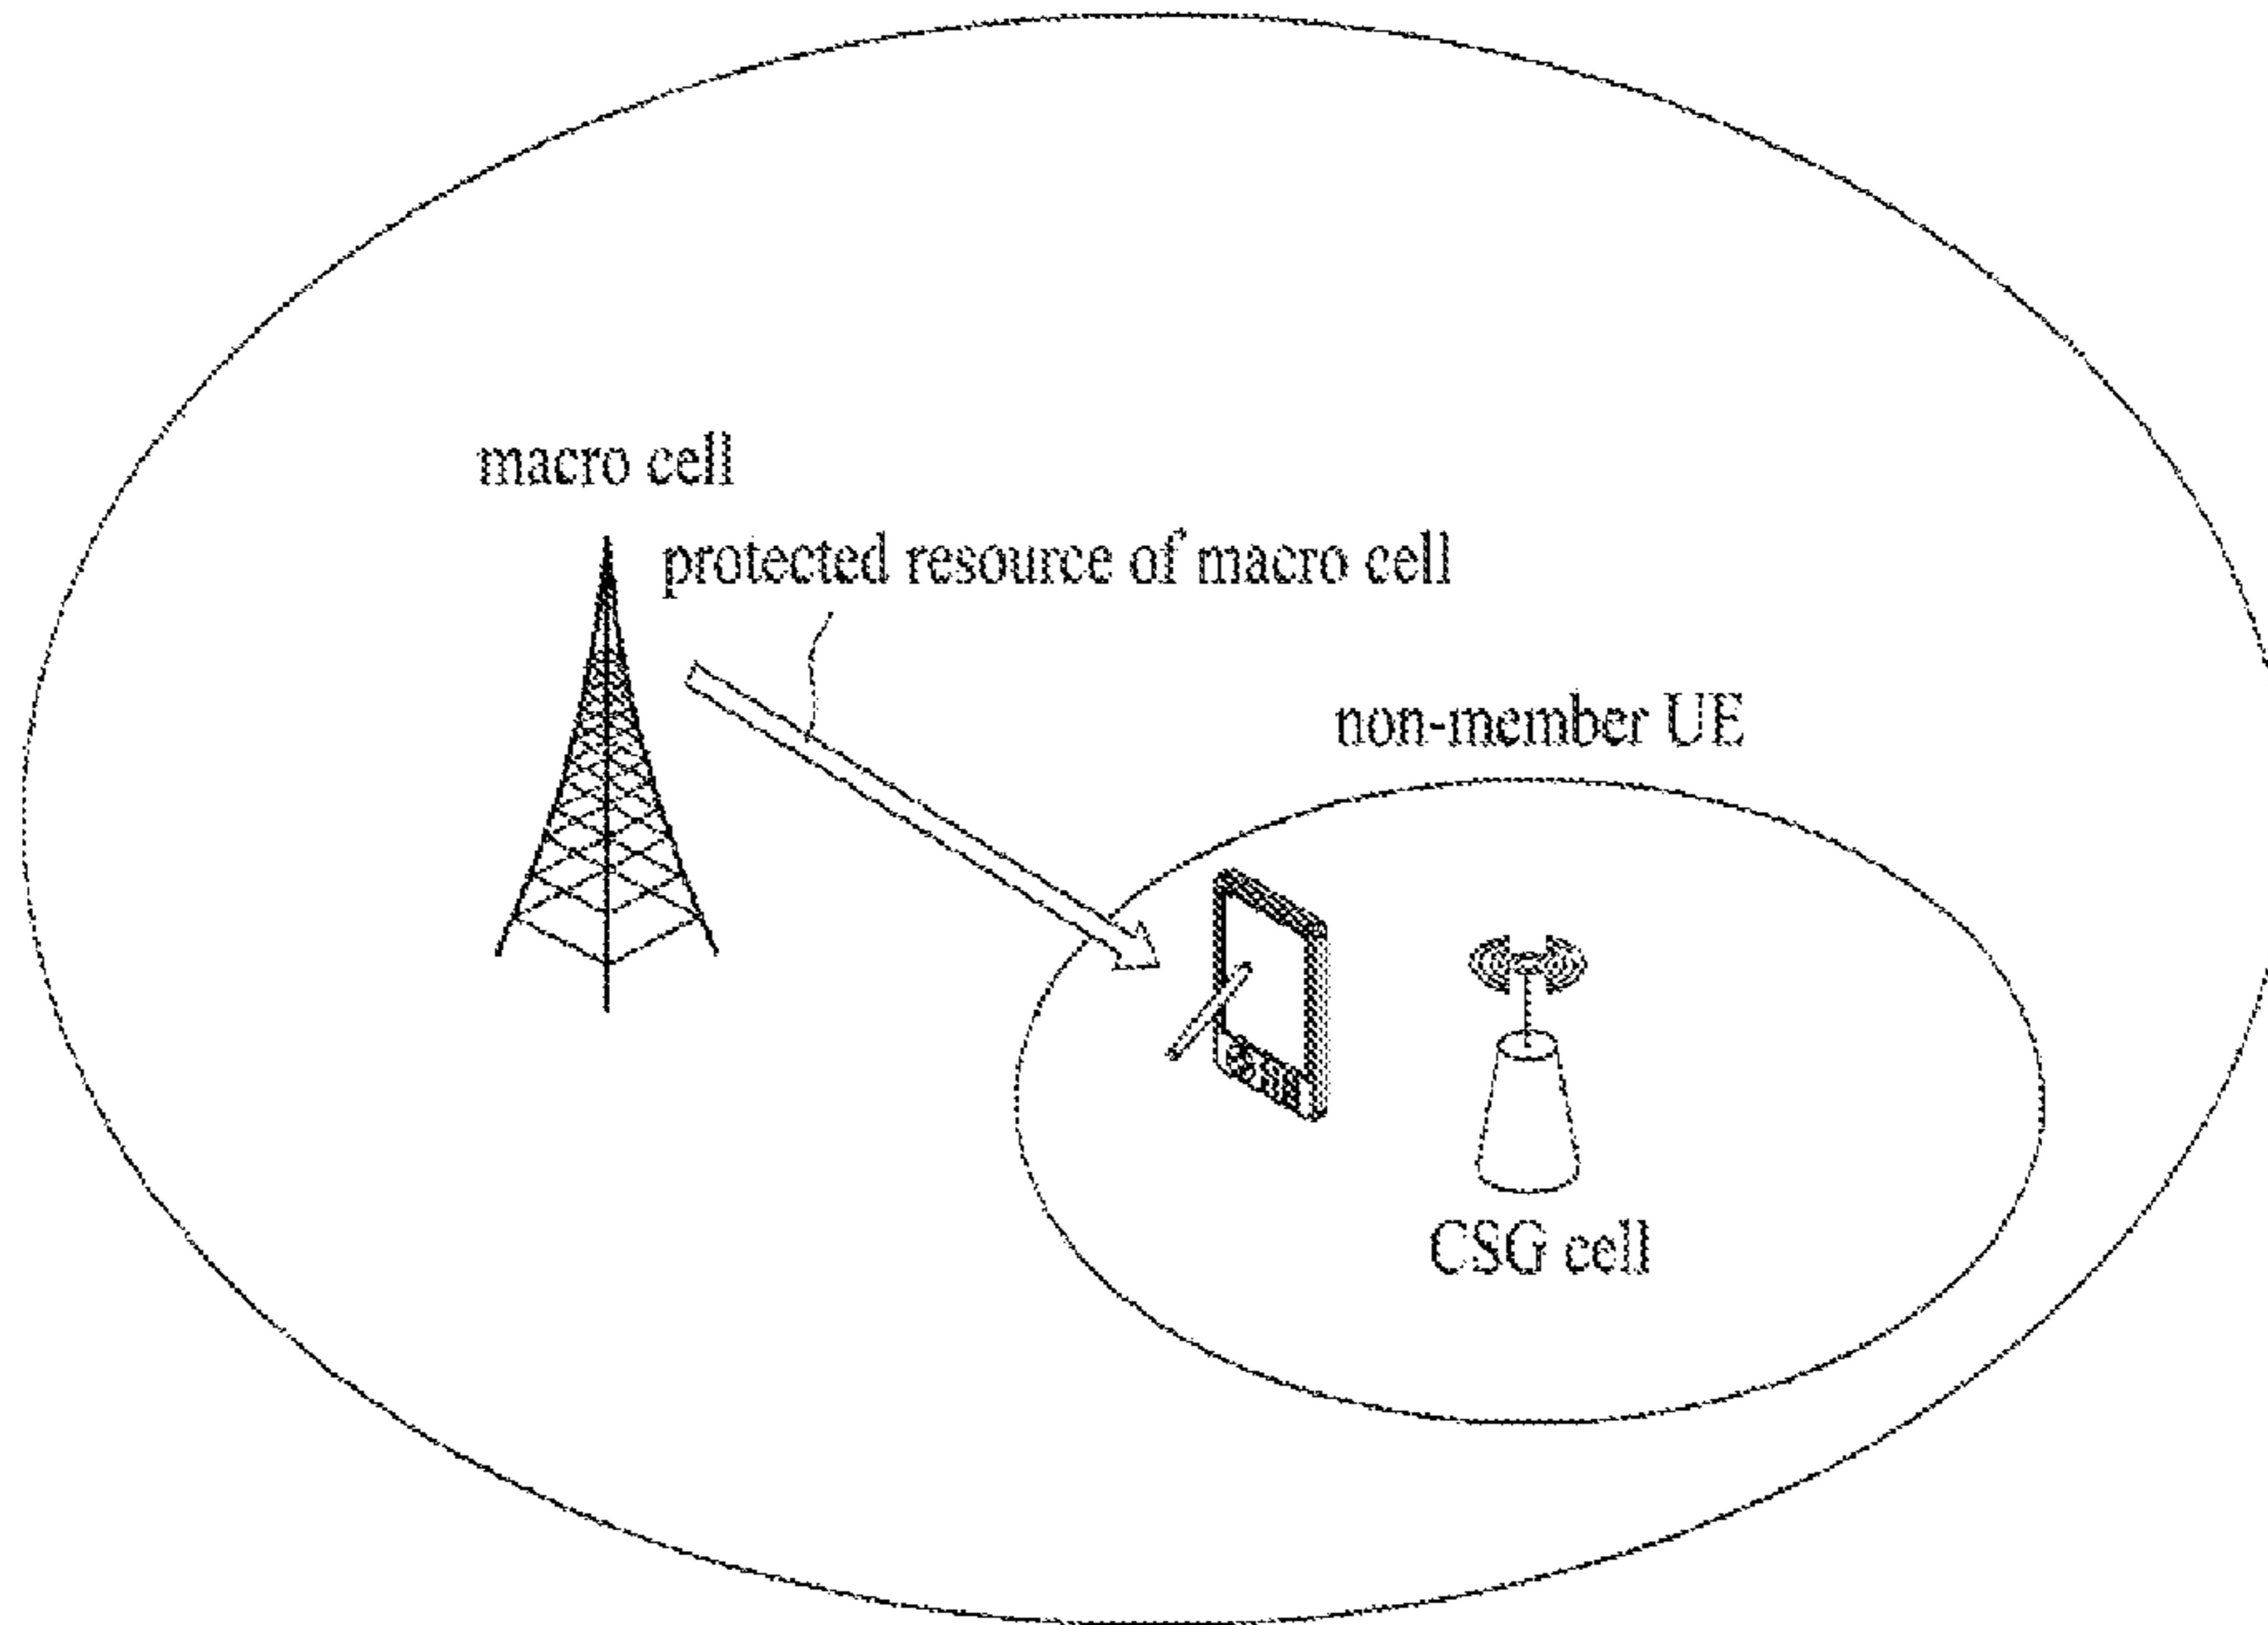 macro cell
protected resource of macro cell
non-member UE
CSG cell